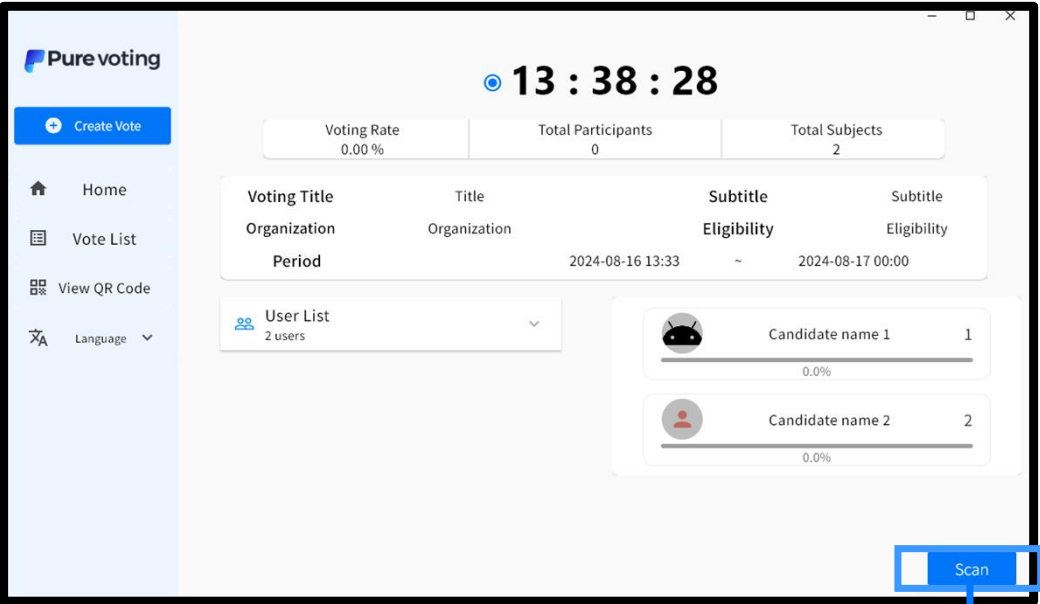 Pure voting
Create Vote
Home
Vote List
View QR Code
Language
13 : 38 : 28
Voting Rate Total Participants Total Subjects
0.00 % 0 2
Voting Title Title Subtitle Subtitle
Organization Organization Eligibility Eligibility
Period 2024-08-16 13:33 ~ 2024-08-17 00:00
User List
2 users
Candidate name 1 1
0.0%
Candidate name 2 2
0.0%
Scan